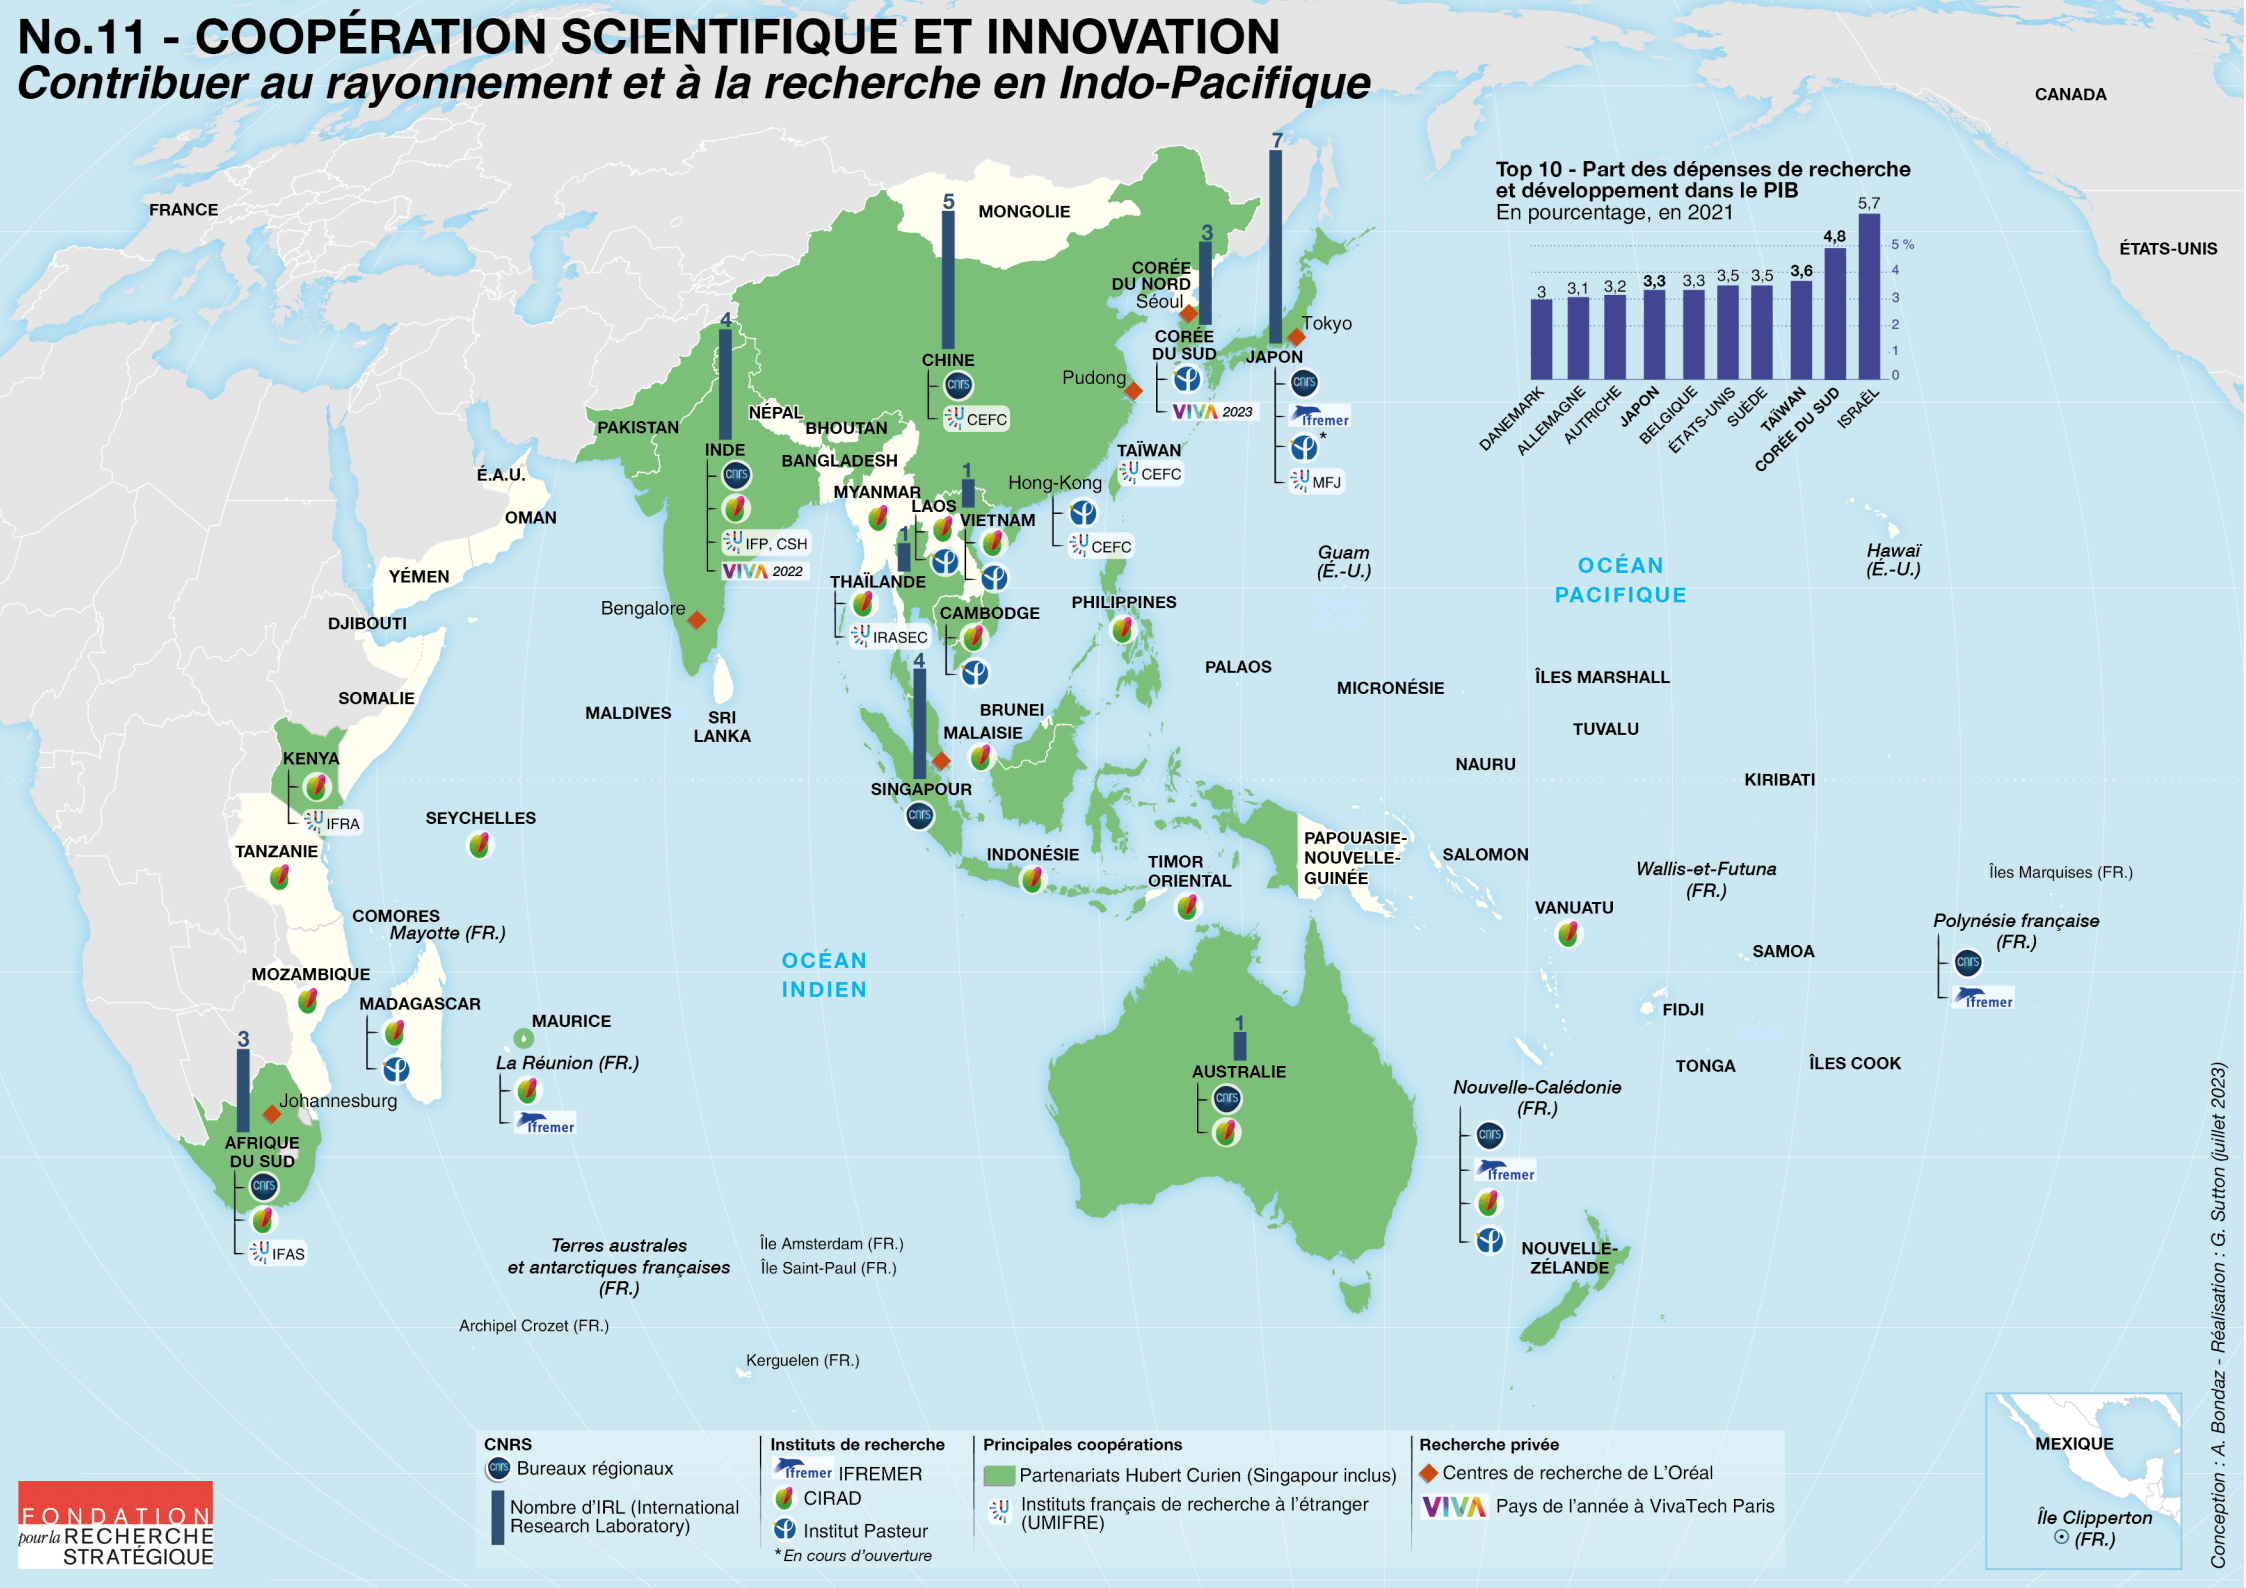 No.11 - COOPÉRATION SCIENTIFIQUE ET INNOVATION
Contribuer au rayonnement et à la recherche en Indo-Pacifique
CANADA
FRANCE
ÉTATS-UNIS
MONGOLIE
Top 10 - Part des dépenses de recherche
et développement dans le PIB
En pourcentage, en 2021
3
3,1
3,2
3,3
3,3
3,5
3,5
3,6
4,8
5,7
5 %
4
3
2
1
0
DANEMARK
ALLEMAGNE
AUTRICHE
JAPON
BELGIQUE
ÉTATS-UNIS
SUÈDE
TAÏWAN
CORÉE DU SUD
ISRAËL
7
5
3
4
CORÉE
DU NORD
Séoul
CORÉE
DU SUD
VIVA 2023
Tokyo
JAPON
cnrs
Ifremer
*
MFJ
CHINE
cnrs
CEFC
Pudong
TAÏWAN
CEFC
Hong-Kong
CEFC
PAKISTAN
NÉPAL
BHOUTAN
BANGLADESH
INDE
cnrs
IFP, CSH
VIVA 2022
Bengalore
MYANMAR
LAOS
1
VIETNAM
1
THAÏLANDE
IRASEC
CAMBODGE
PHILIPPINES
É.A.U.
OMAN
YÉMEN
DJIBOUTI
SOMALIE
MALDIVES
SRI
LANKA
Guam
(É.-U.)
OCÉAN
PACIFIQUE
Hawaï
(É.-U.)
PALAOS
MICRONÉSIE
ÎLES MARSHALL
TUVALU
NAURU
KIRIBATI
4
BRUNEI
MALAISIE
SINGAPOUR
cnrs
INDONÉSIE
TIMOR
ORIENTAL
PAPOUASIE-
NOUVELLE-
GUINÉE
SALOMON
VANUATU
Wallis-et-Futuna
(FR.)
Îles Marquises (FR.)
Polynésie française
(FR.)
cnrs
Ifremer
SAMOA
FIDJI
TONGA
ÎLES COOK
KENYA
IFRA
SEYCHELLES
TANZANIE
COMORES
Mayotte (FR.)
MOZAMBIQUE
MADAGASCAR
MAURICE
La Réunion (FR.)
Ifremer
OCÉAN
INDIEN
3
Johannesburg
AFRIQUE
DU SUD
cnrs
IFAS
1
AUSTRALIE
cnrs
Nouvelle-Calédonie
(FR.)
cnrs
Ifremer
NOUVELLE-
ZÉLANDE
Terres australes
et antarctiques françaises
(FR.)
Île Amsterdam (FR.)
Île Saint-Paul (FR.)
Archipel Crozet (FR.)
Kerguelen (FR.)
MEXIQUE
Île Clipperton
(FR.)
CNRS
cnrs Bureaux régionaux
Nombre d'IRL (International
Research Laboratory)
Instituts de recherche
Ifremer IFREMER
CIRAD
Institut Pasteur
* En cours d'ouverture
Principales coopérations
Partenariats Hubert Curien (Singapour inclus)
Instituts français de recherche à l'étranger
(UMIFRE)
Recherche privée
Centres de recherche de L'Oréal
VIVA Pays de l'année à VivaTech Paris
FONDATION
pour la RECHERCHE
STRATÉGIQUE
Conception : A. Bondaz - Réalisation : G. Sutton (juillet 2023)